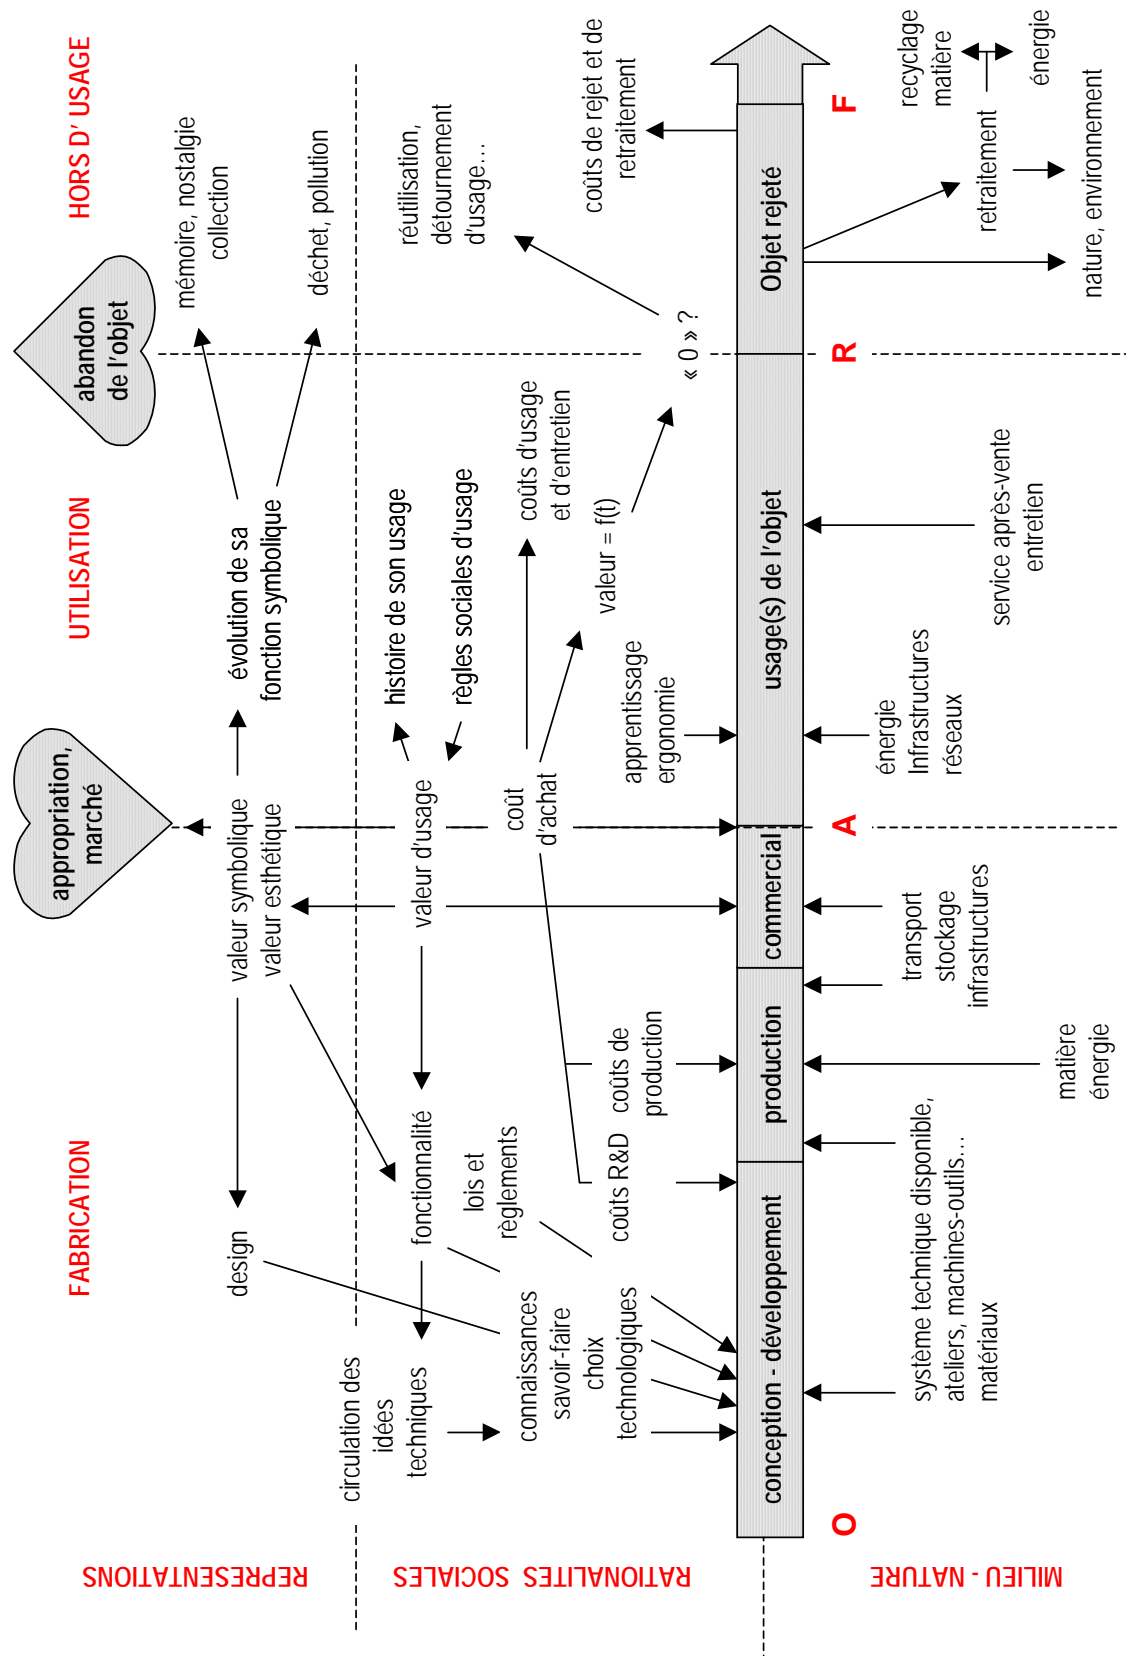 FABRICATION
UTILISATION
HORS D' USAGE
REPRESENTATIONS
appropriation,
marché
abandon
de l'objet
design
valeur symbolique
valeur esthétique
évolution de sa
fonction symbolique
mémoire, nostalgie
collection
déchet, pollution
RATIONALITES SOCIALES
circulation des
idées
techniques
fonctionnalité
valeur d'usage
histoire de son usage
règles sociales d'usage
réutilisation,
détournement
d'usage...
lois et
règlements
connaissances
savoir-faire
choix
technologiques
coûts R&D
coûts de
production
coût
d'achat
coûts d'usage
et d'entretien
valeur = f(t)
« 0 » ?
apprentissage
ergonomie
coûts de rejet et de
retraitement
conception - développement
production
commercial
usage(s) de l'objet
Objet rejeté
O
A
R
F
MILIEU - NATURE
système technique disponible,
ateliers, machines-outils...
matériaux
matière
énergie
transport
stockage
infrastructures
énergie
Infrastructures
réseaux
service après-vente
entretien
retraitement
recyclage
matière
énergie
nature, environnement